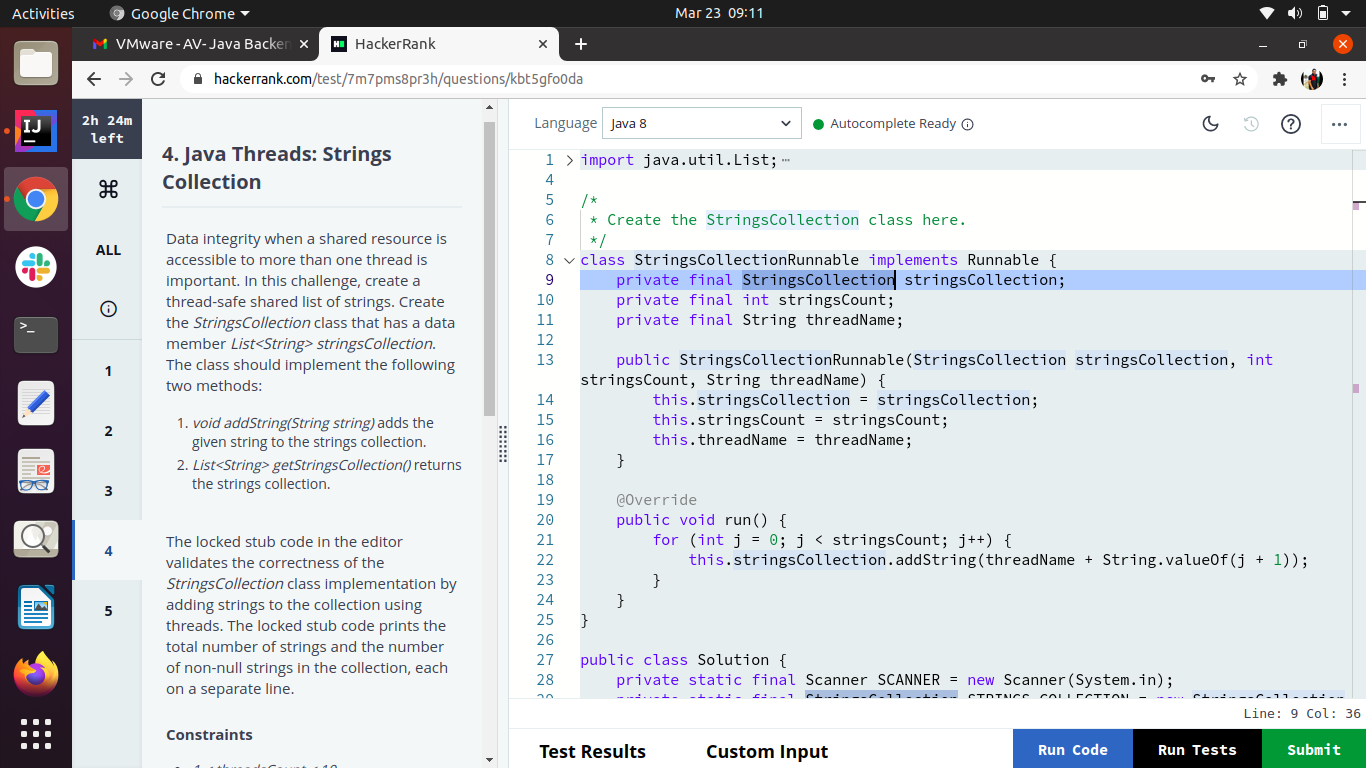 Activities
Google Chrome
Mar 23 09:11
VMware - AV- Java Backen
HackerRank
hackerrank.com/test/7m7pms8pr3h/questions/kbt5gfo0da
2h 24m
left
ALL
1
2
3
4
5
4. Java Threads: Strings
Collection
Data integrity when a shared resource is
accessible to more than one thread is
important. In this challenge, create a
thread-safe shared list of strings. Create
the StringsCollection class that has a data
member List<String> stringsCollection.
The class should implement the following
two methods:
1. void addString(String string) adds the
given string to the strings collection.
2. List<String> getStringsCollection() returns
the strings collection.
The locked stub code in the editor
validates the correctness of the
StringsCollection class implementation by
adding strings to the collection using
threads. The locked stub code prints the
total number of strings and the number
of non-null strings in the collection, each
on a separate line.
Constraints
Language Java 8
Autocomplete Ready
1 import java.util.List;
4
5 /*
6 * Create the StringsCollection class here.
7 */
8 class StringsCollectionRunnable implements Runnable {
9 private final StringsCollection stringsCollection;
10 private final int stringsCount;
11 private final String threadName;
12
13 public StringsCollectionRunnable(StringsCollection stringsCollection, int
stringsCount, String threadName) {
14 this.stringsCollection = stringsCollection;
15 this.stringsCount = stringsCount;
16 this.threadName = threadName;
17 }
18
19 @Override
20 public void run() {
21 for (int j = 0; j < stringsCount; j++) {
22 this.stringsCollection.addString(threadName + String.valueOf(j + 1));
23 }
24 }
25 }
26
27 public class Solution {
28 private static final Scanner SCANNER = new Scanner(System.in);
Line: 9 Col: 36
Test Results
Custom Input
Run Code
Run Tests
Submit